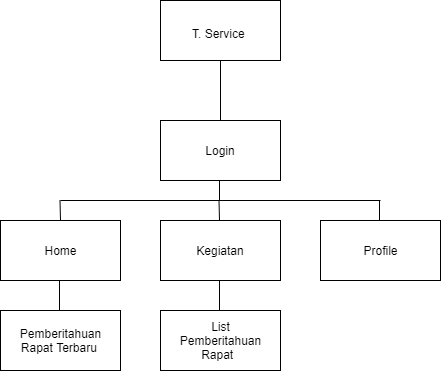 T. Service
Login
Home
Kegiatan
Profile
Pemberitahuan
Rapat Terbaru
List
Pemberitahuan
Rapat